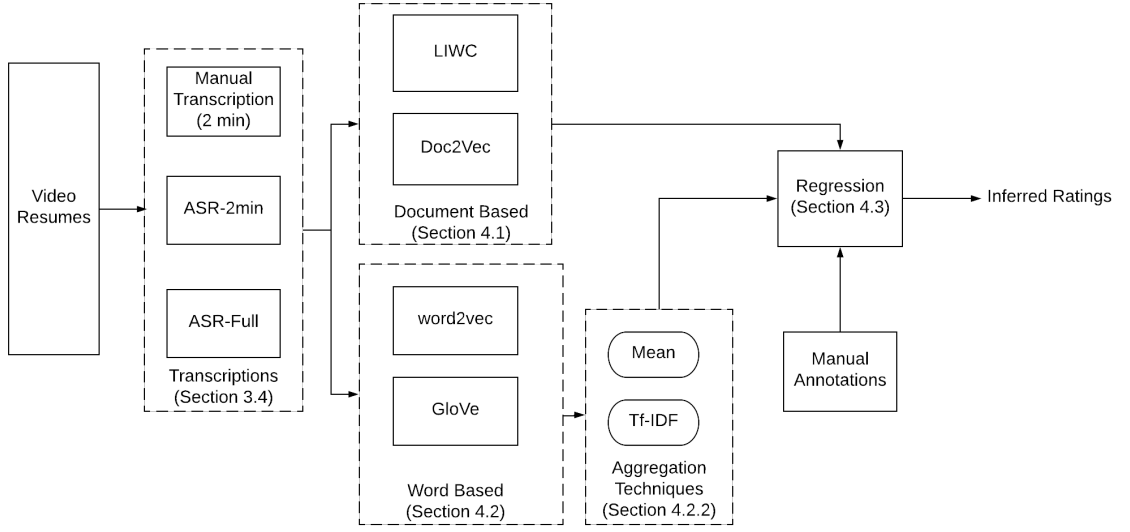 Video
Resumes
Manual
Transcription
(2 min)
ASR-2min
ASR-Full
Transcriptions
(Section 3.4)
LIWC
Doc2Vec
Document Based
(Section 4.1)
word2vec
GloVe
Word Based
(Section 4.2)
Mean
Tf-IDF
Aggregation
Techniques
(Section 4.2.2)
Regression
(Section 4.3)
Manual
Annotations
Inferred Ratings